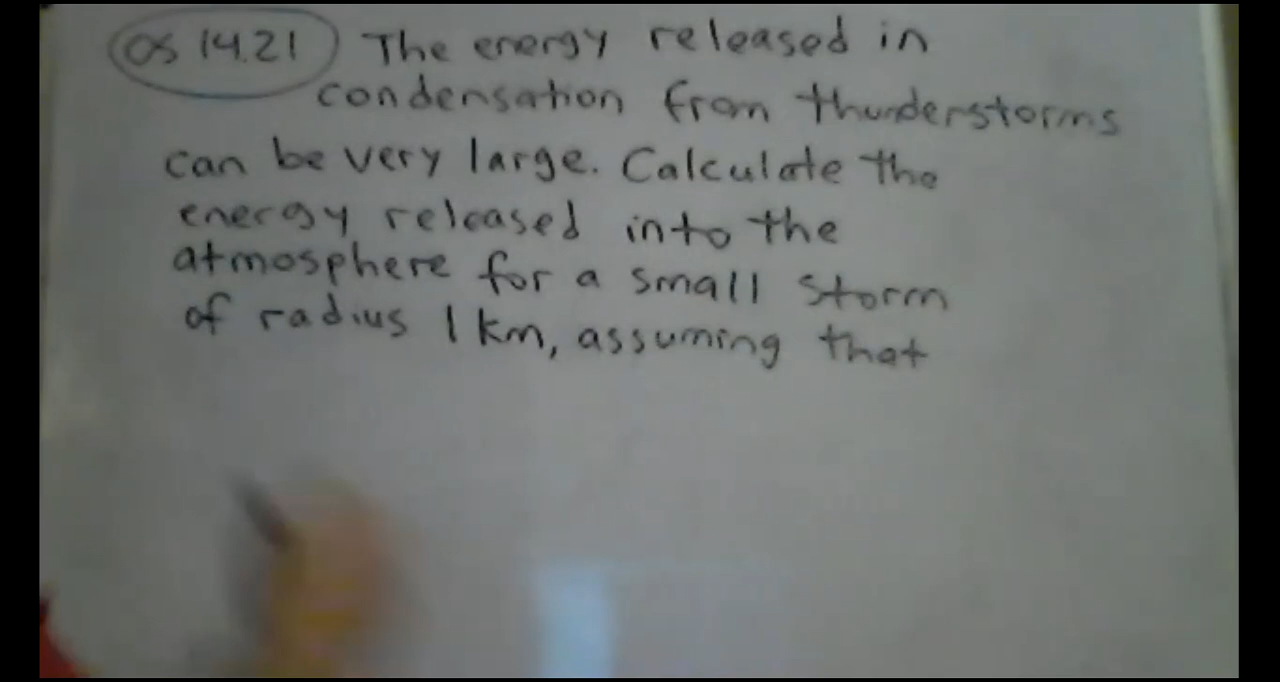 OS 14.21 The energy released in
condensation from thunderstorms
can be very large. Calculate the
energy released into the
atmosphere for a small storm
of radius 1 km, assuming that